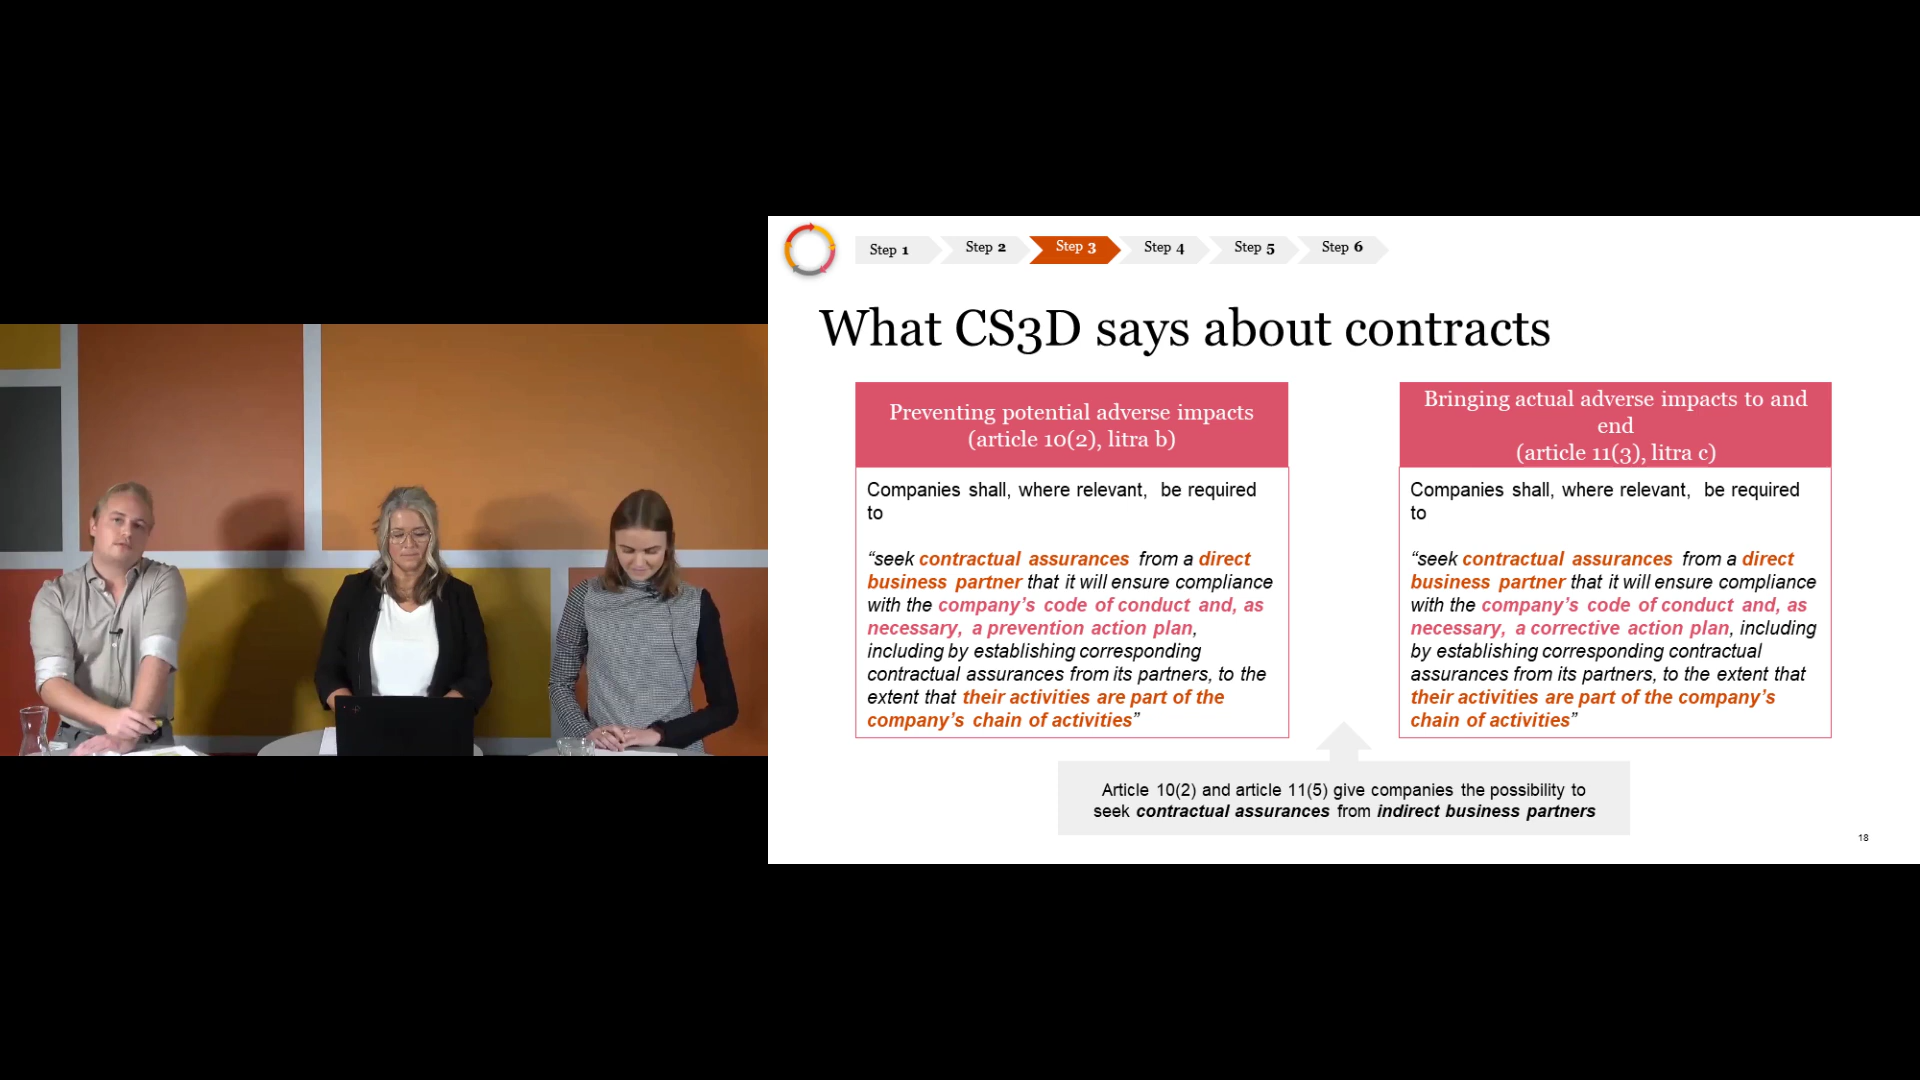 Step 1
Step 2
Step 3
Step 4
Step 5
Step 6
What CS3D says about contracts
Preventing potential adverse impacts
(article 10(2), litra b)
Companies shall, where relevant, be required
to
“seek contractual assurances from a direct
business partner that it will ensure compliance
with the company’s code of conduct and, as
necessary, a prevention action plan,
including by establishing corresponding
contractual assurances from its partners, to the
extent that their activities are part of the
company’s chain of activities”
Bringing actual adverse impacts to and
end
(article 11(3), litra c)
Companies shall, where relevant, be required
to
“seek contractual assurances from a direct
business partner that it will ensure compliance
with the company’s code of conduct and, as
necessary, a corrective action plan, including
by establishing corresponding contractual
assurances from its partners, to the extent that
their activities are part of the company’s
chain of activities”
Article 10(2) and article 11(5) give companies the possibility to
seek contractual assurances from indirect business partners
18